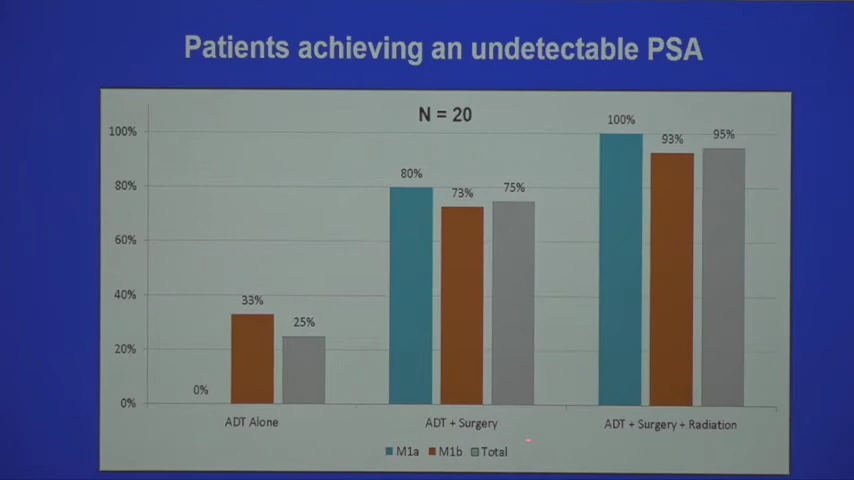 Patients achieving an undetectable PSA
N = 20
100%
80%
60%
40%
20%
0%
0%
33%
25%
80%
73%
75%
100%
93%
95%
ADT Alone
ADT + Surgery
ADT + Surgery + Radiation
M1a M1b Total